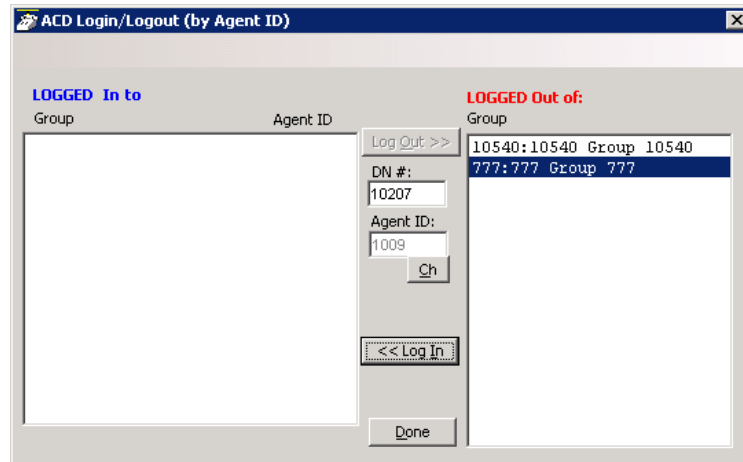 ACD Login/Logout (by Agent ID)
LOGGED In to
Group Agent ID
Log Out >>
DN #:
10207
Agent ID:
1009
Ch
<< Log In
Done
LOGGED Out of:
Group
10540:10540 Group 10540
777:777 Group 777